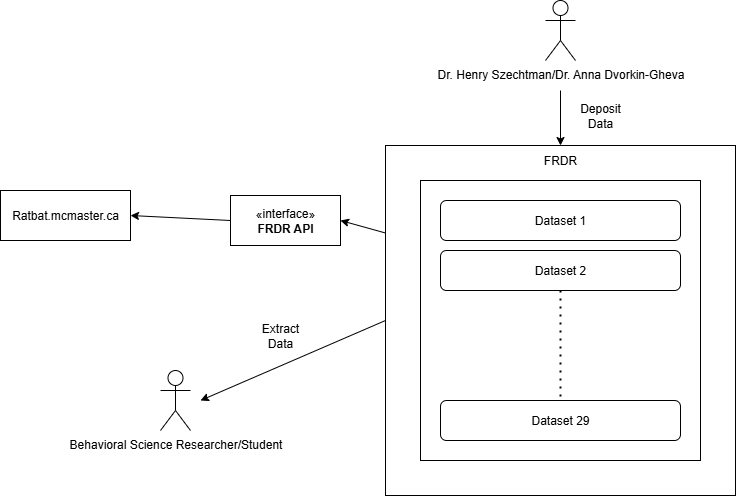 Dr. Henry Szechtman/Dr. Anna Dvorkin-Gheva
Deposit
Data
FRDR
Ratbat.mcmaster.ca
«interface»
FRDR API
Dataset 1
Dataset 2
Extract
Data
Dataset 29
Behavioral Science Researcher/Student